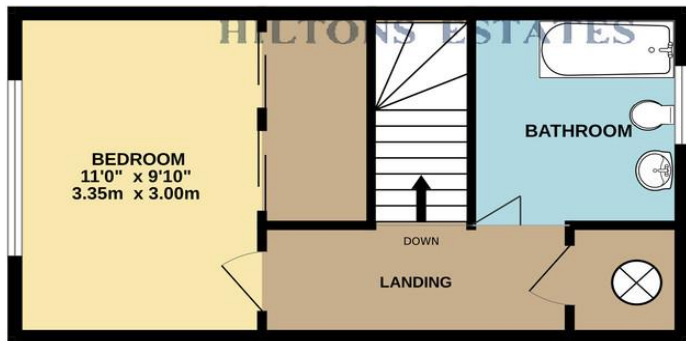 HILTONS ESTATES
BEDROOM
11'0" x 9'10"
3.35m x 3.00m
BATHROOM
DOWN
LANDING